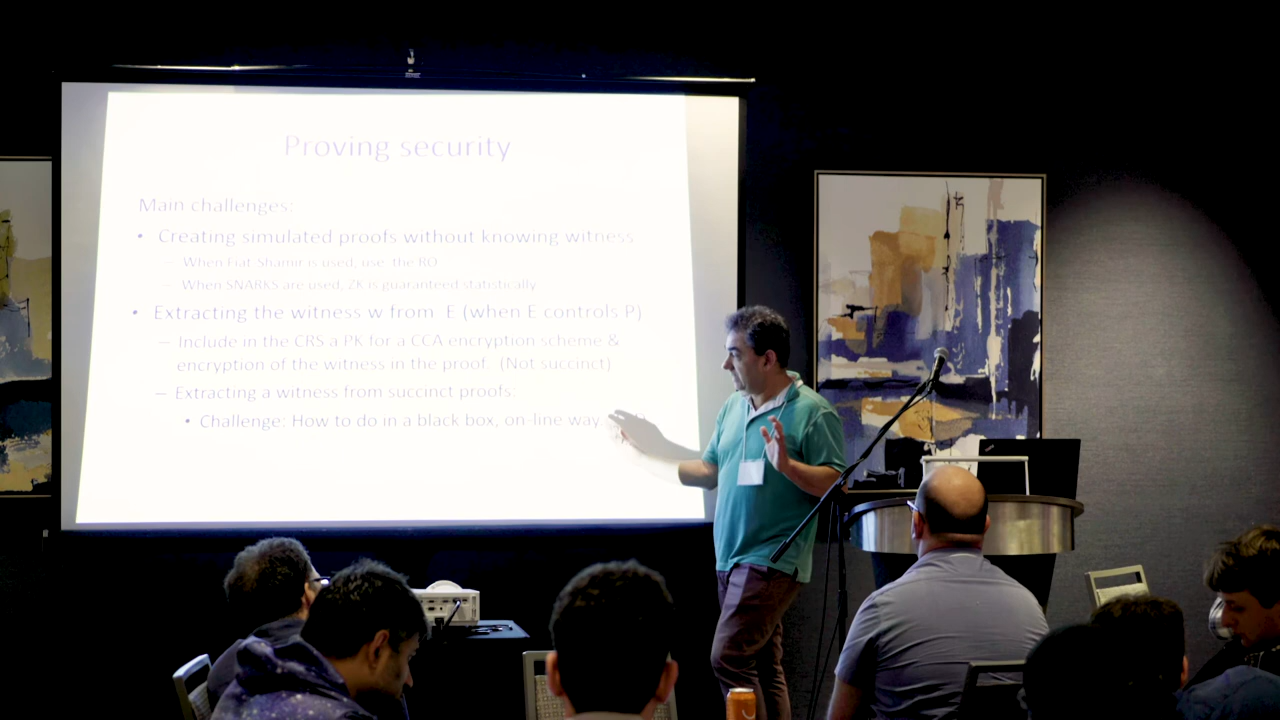 Proving security
Main challenges:
• Creating simulated proofs without knowing witness
– When Fiat-Shamir is used, use the RO
– When SNARKS are used, ZK is guaranteed statistically
• Extracting the witness w from E (when E controls P)
– Include in the CRS a PK for a CCA encryption scheme &
encryption of the witness in the proof (Not succinct)
– Extracting a witness from succinct proofs:
• Challenge: How to do in a black box, on-line way.